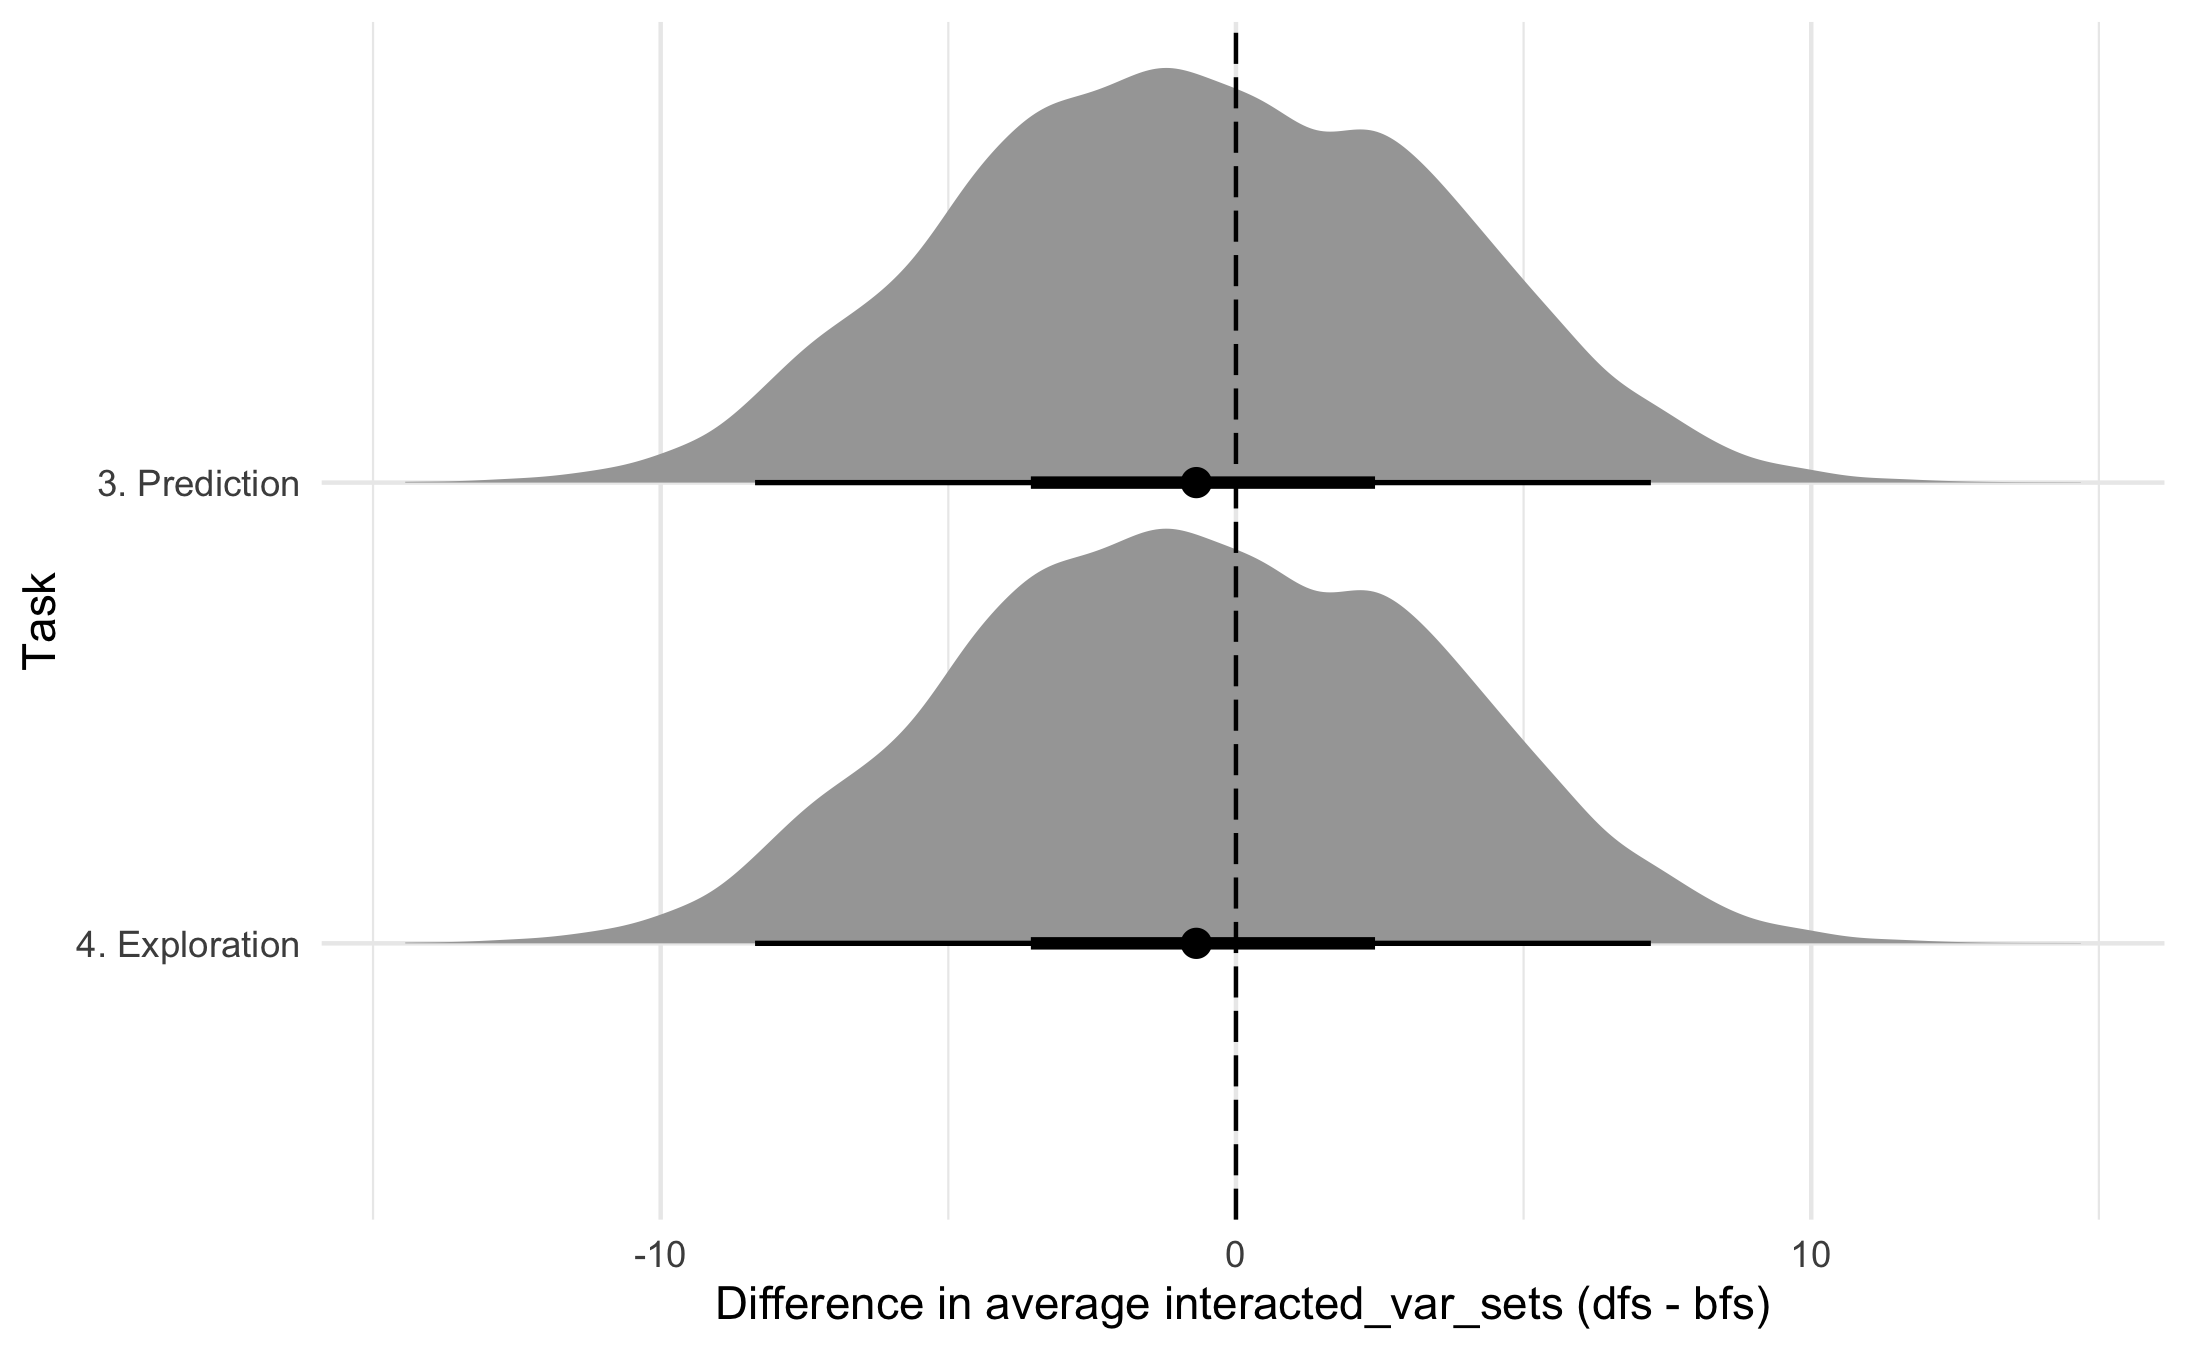 3. Prediction
Task
4. Exploration
-10 0 10
Difference in average interacted_var_sets (dfs - bfs)